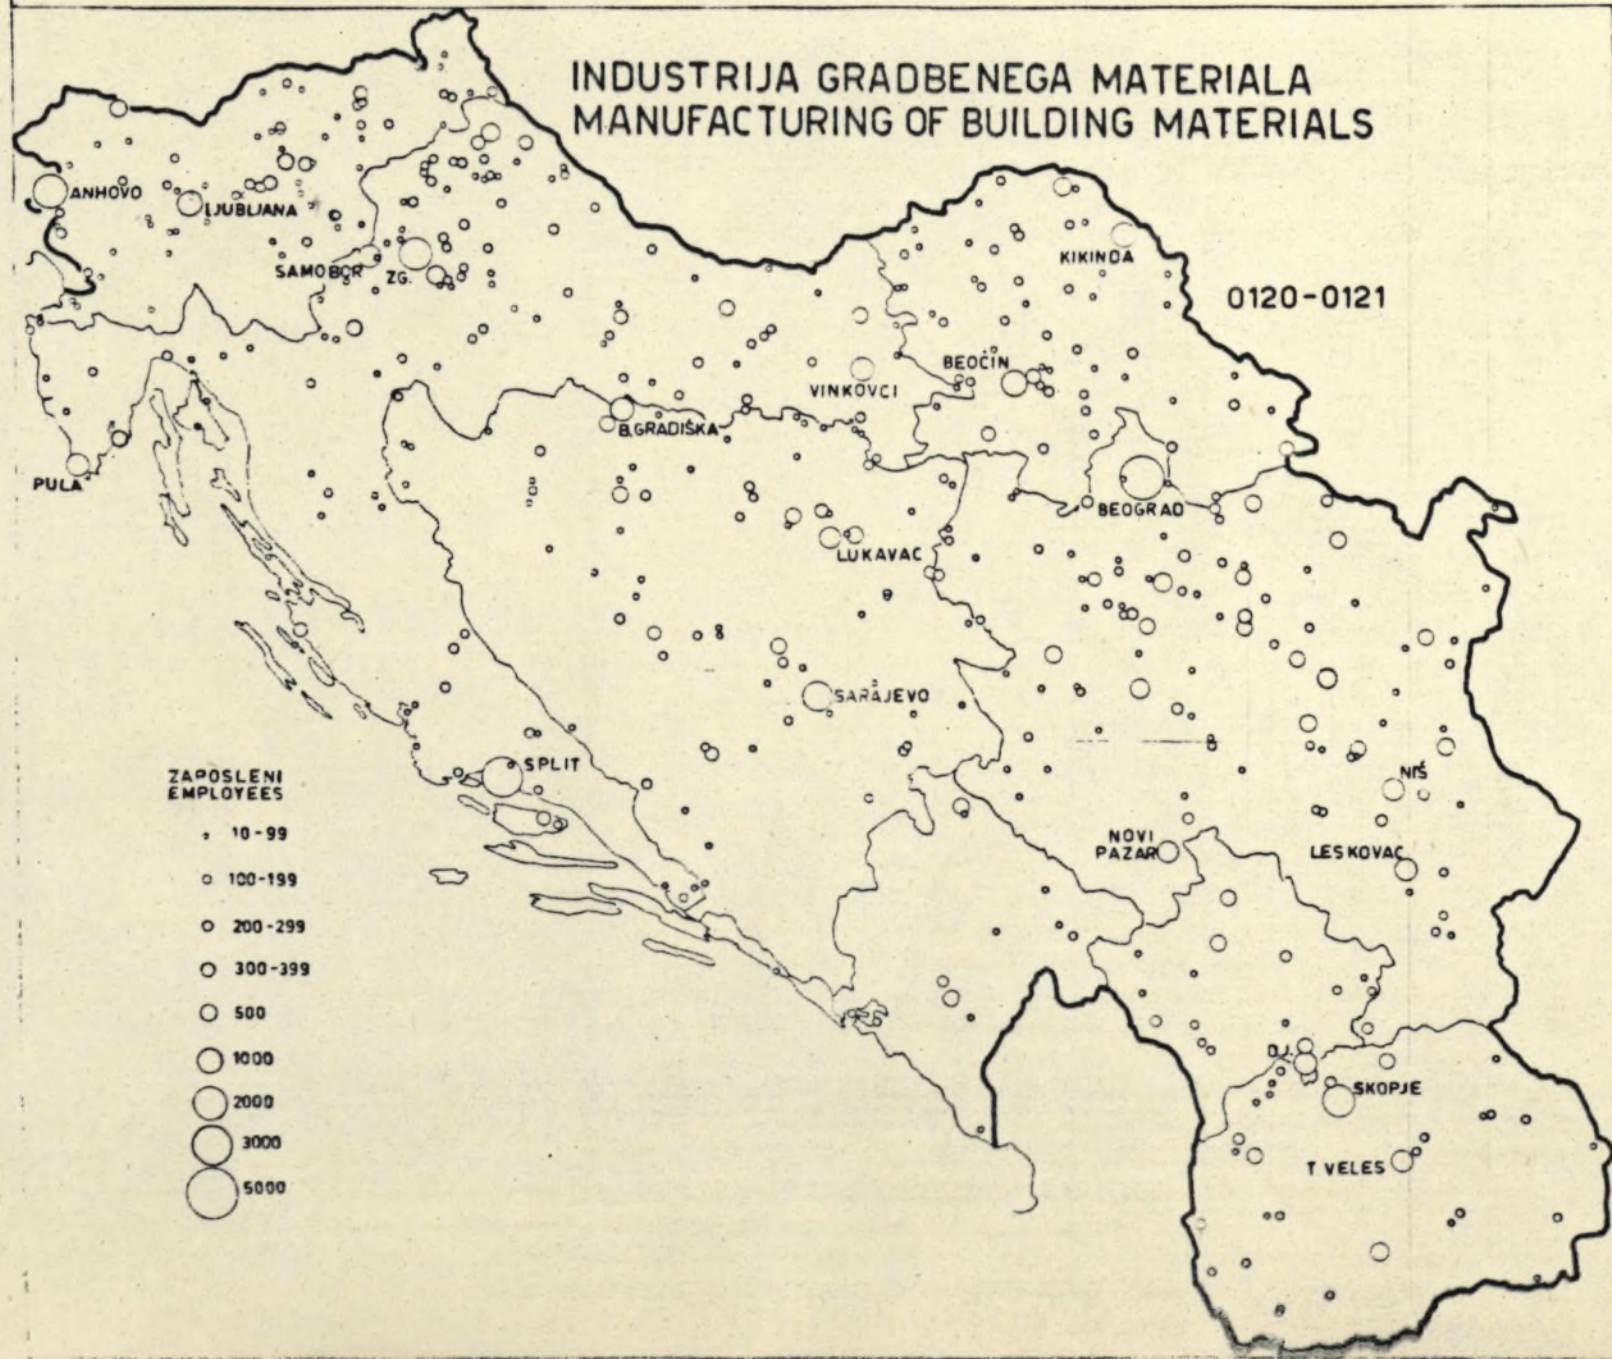 INDUSTRIJA GRADBENEGA MATERIALA
MANUFACTURING OF BUILDING MATERIALS
0120-0121
ANHOVO
LJUBLJANA
SAMOBOR
ZG.
KIKINDA
BEOČIN
VINKOVCI
B.GRADIŠKA
PULA
BEOGRAD
LUKAVAC
SARAJEVO
SPLIT
NIŠ
NOVI
PAZAR
LESKOVAC
DJ.
SKOPJE
T VELES
ZAPOSLENI
EMPLOYEES
10-99
100-199
200-299
300-399
500
1000
2000
3000
5000